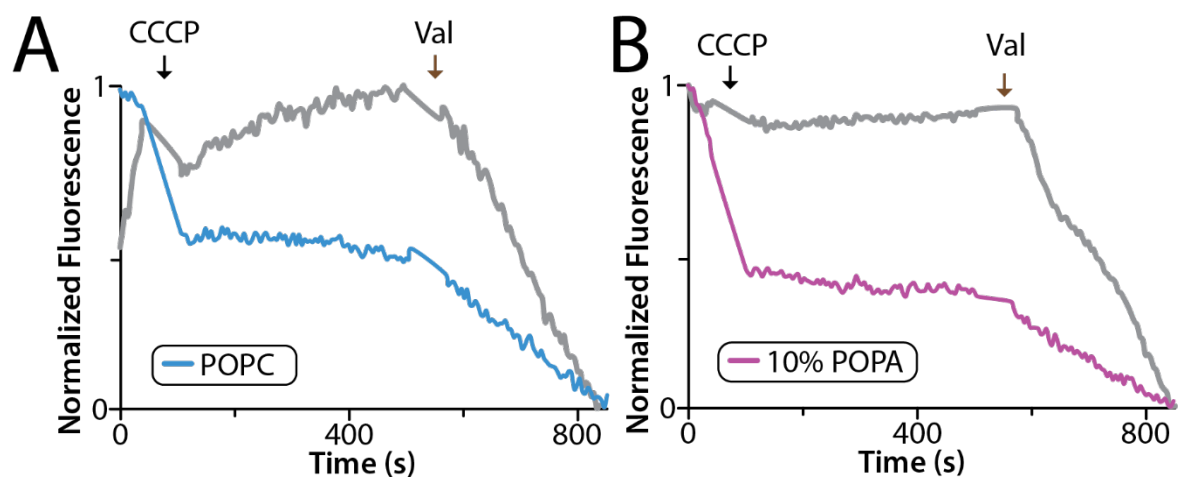 A
CCCP
Val
1
Normalized Fluorescence
POPC
0
0
400
800
Time (s)
B
CCCP
Val
1
Normalized Fluorescence
10% POPA
0
0
400
800
Time (s)